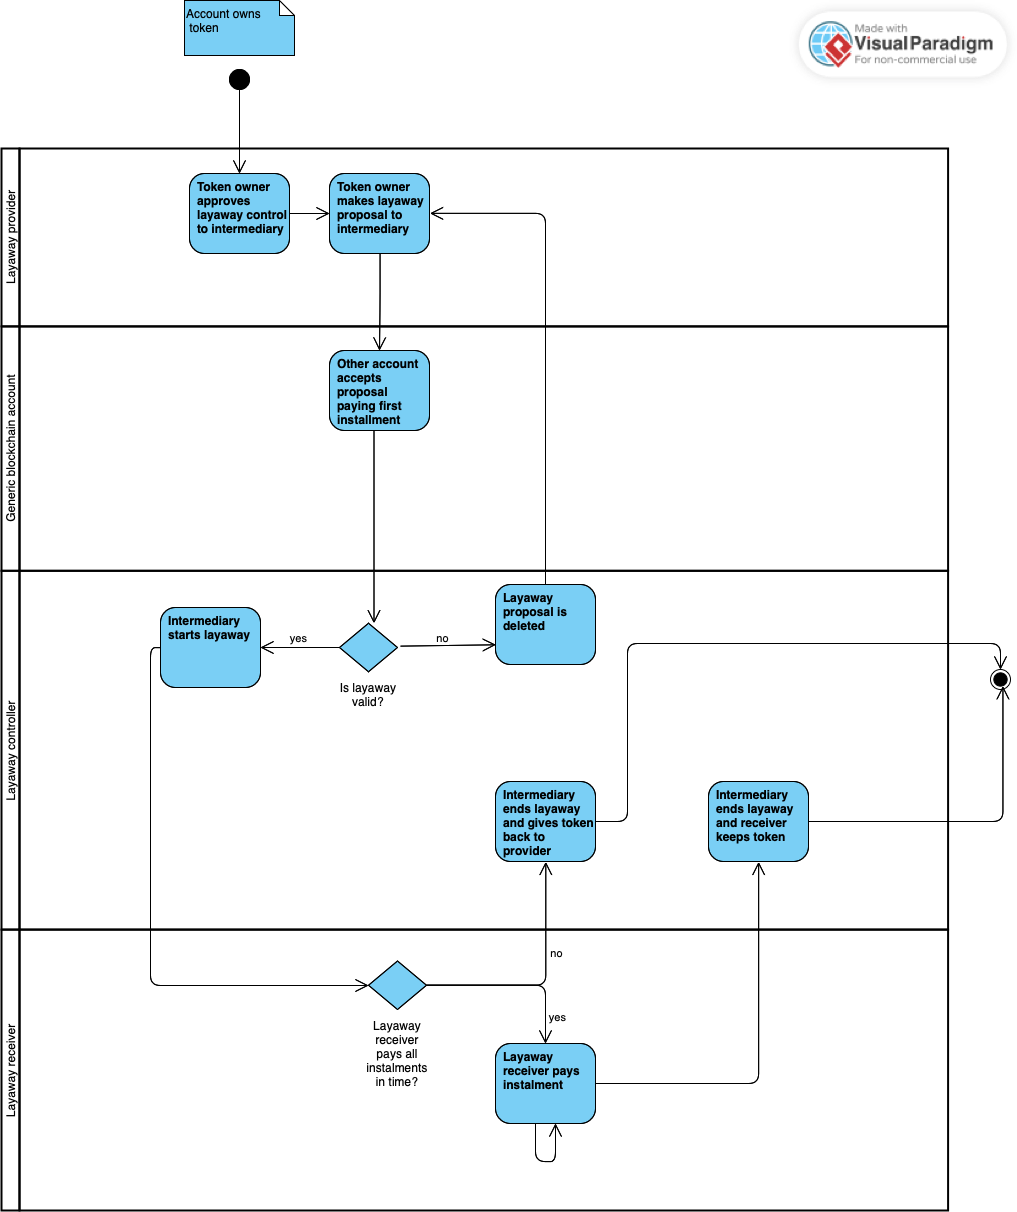 Account owns
token
Made with
VisualParadigm
For non-commercial use
Layaway provider
Token owner
approves
layaway control
to intermediary
Token owner
makes layaway
proposal to
intermediary
Generic blockchain account
Other account
accepts
proposal
paying first
installment
Layaway controller
Intermediary
starts layaway
yes
no
Is layaway
valid?
Layaway
proposal is
deleted
Intermediary
ends layaway
and gives token
back to
provider
Intermediary
ends layaway
and receiver
keeps token
Layaway receiver
no
yes
Layaway
receiver
pays all
instalments
in time?
Layaway
receiver pays
instalment